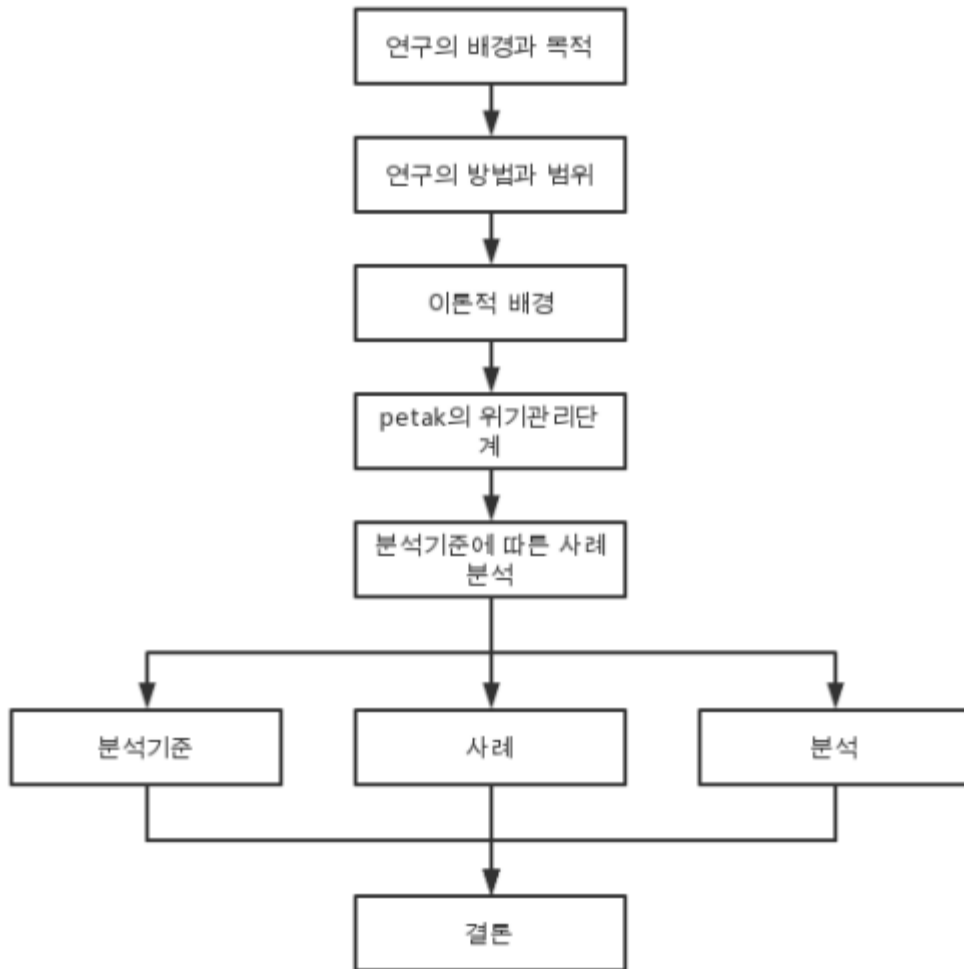 연구의 배경과 목적
연구의 방법과 범위
이론적 배경
petak의 위기관리단
계
분석기준에 따른 사례
분석
분석기준
사례
분석
결론